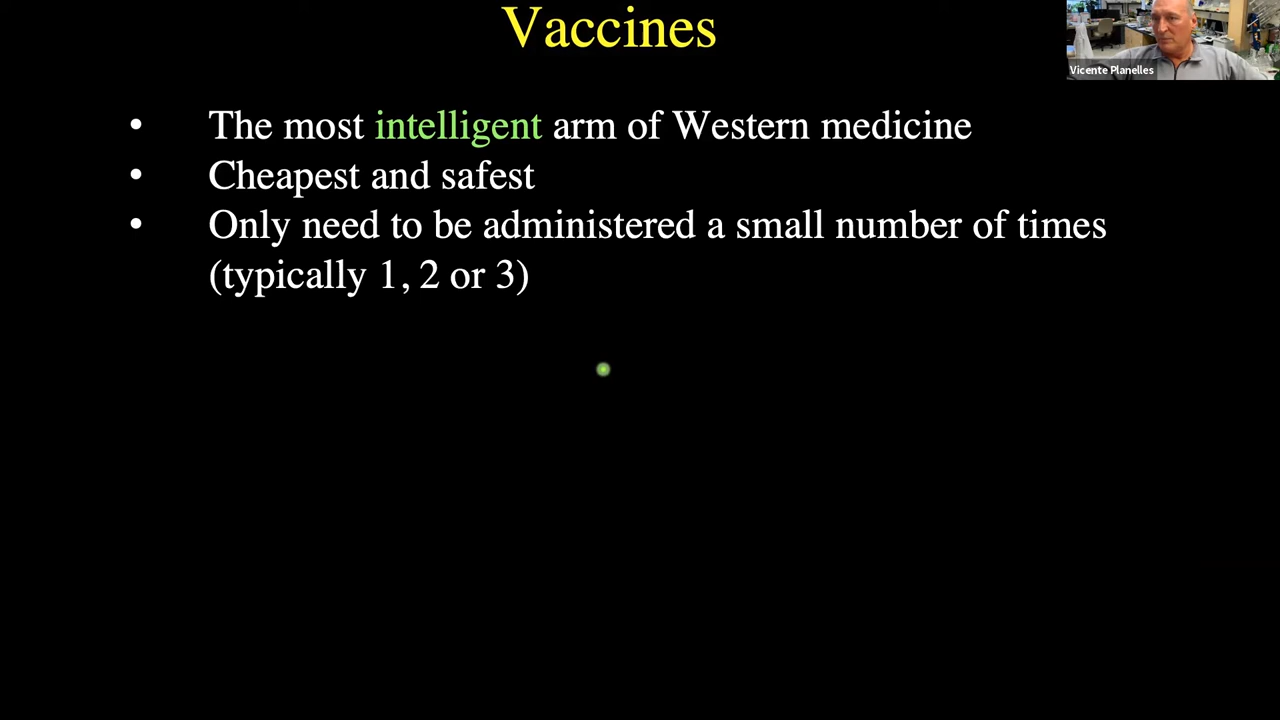 Vaccines
Vicente Planelles
• The most intelligent arm of Western medicine
• Cheapest and safest
• Only need to be administered a small number of times
(typically 1, 2 or 3)